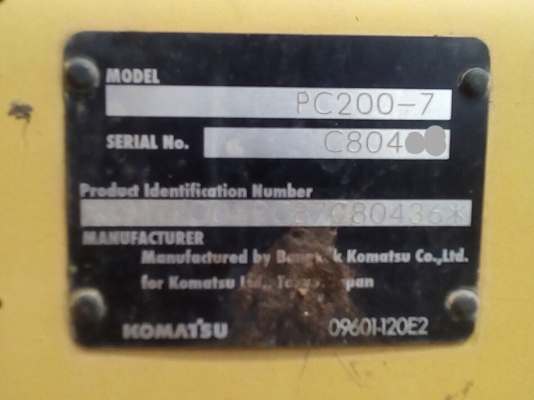 MODEL
PC200-7
SERIAL No.
C804
Product Identification Number
C80436*
MANUFACTURER
Manufactured by Komatsu Co.,Ltd.
for Komatsu
KOMATSU
09601-120E2